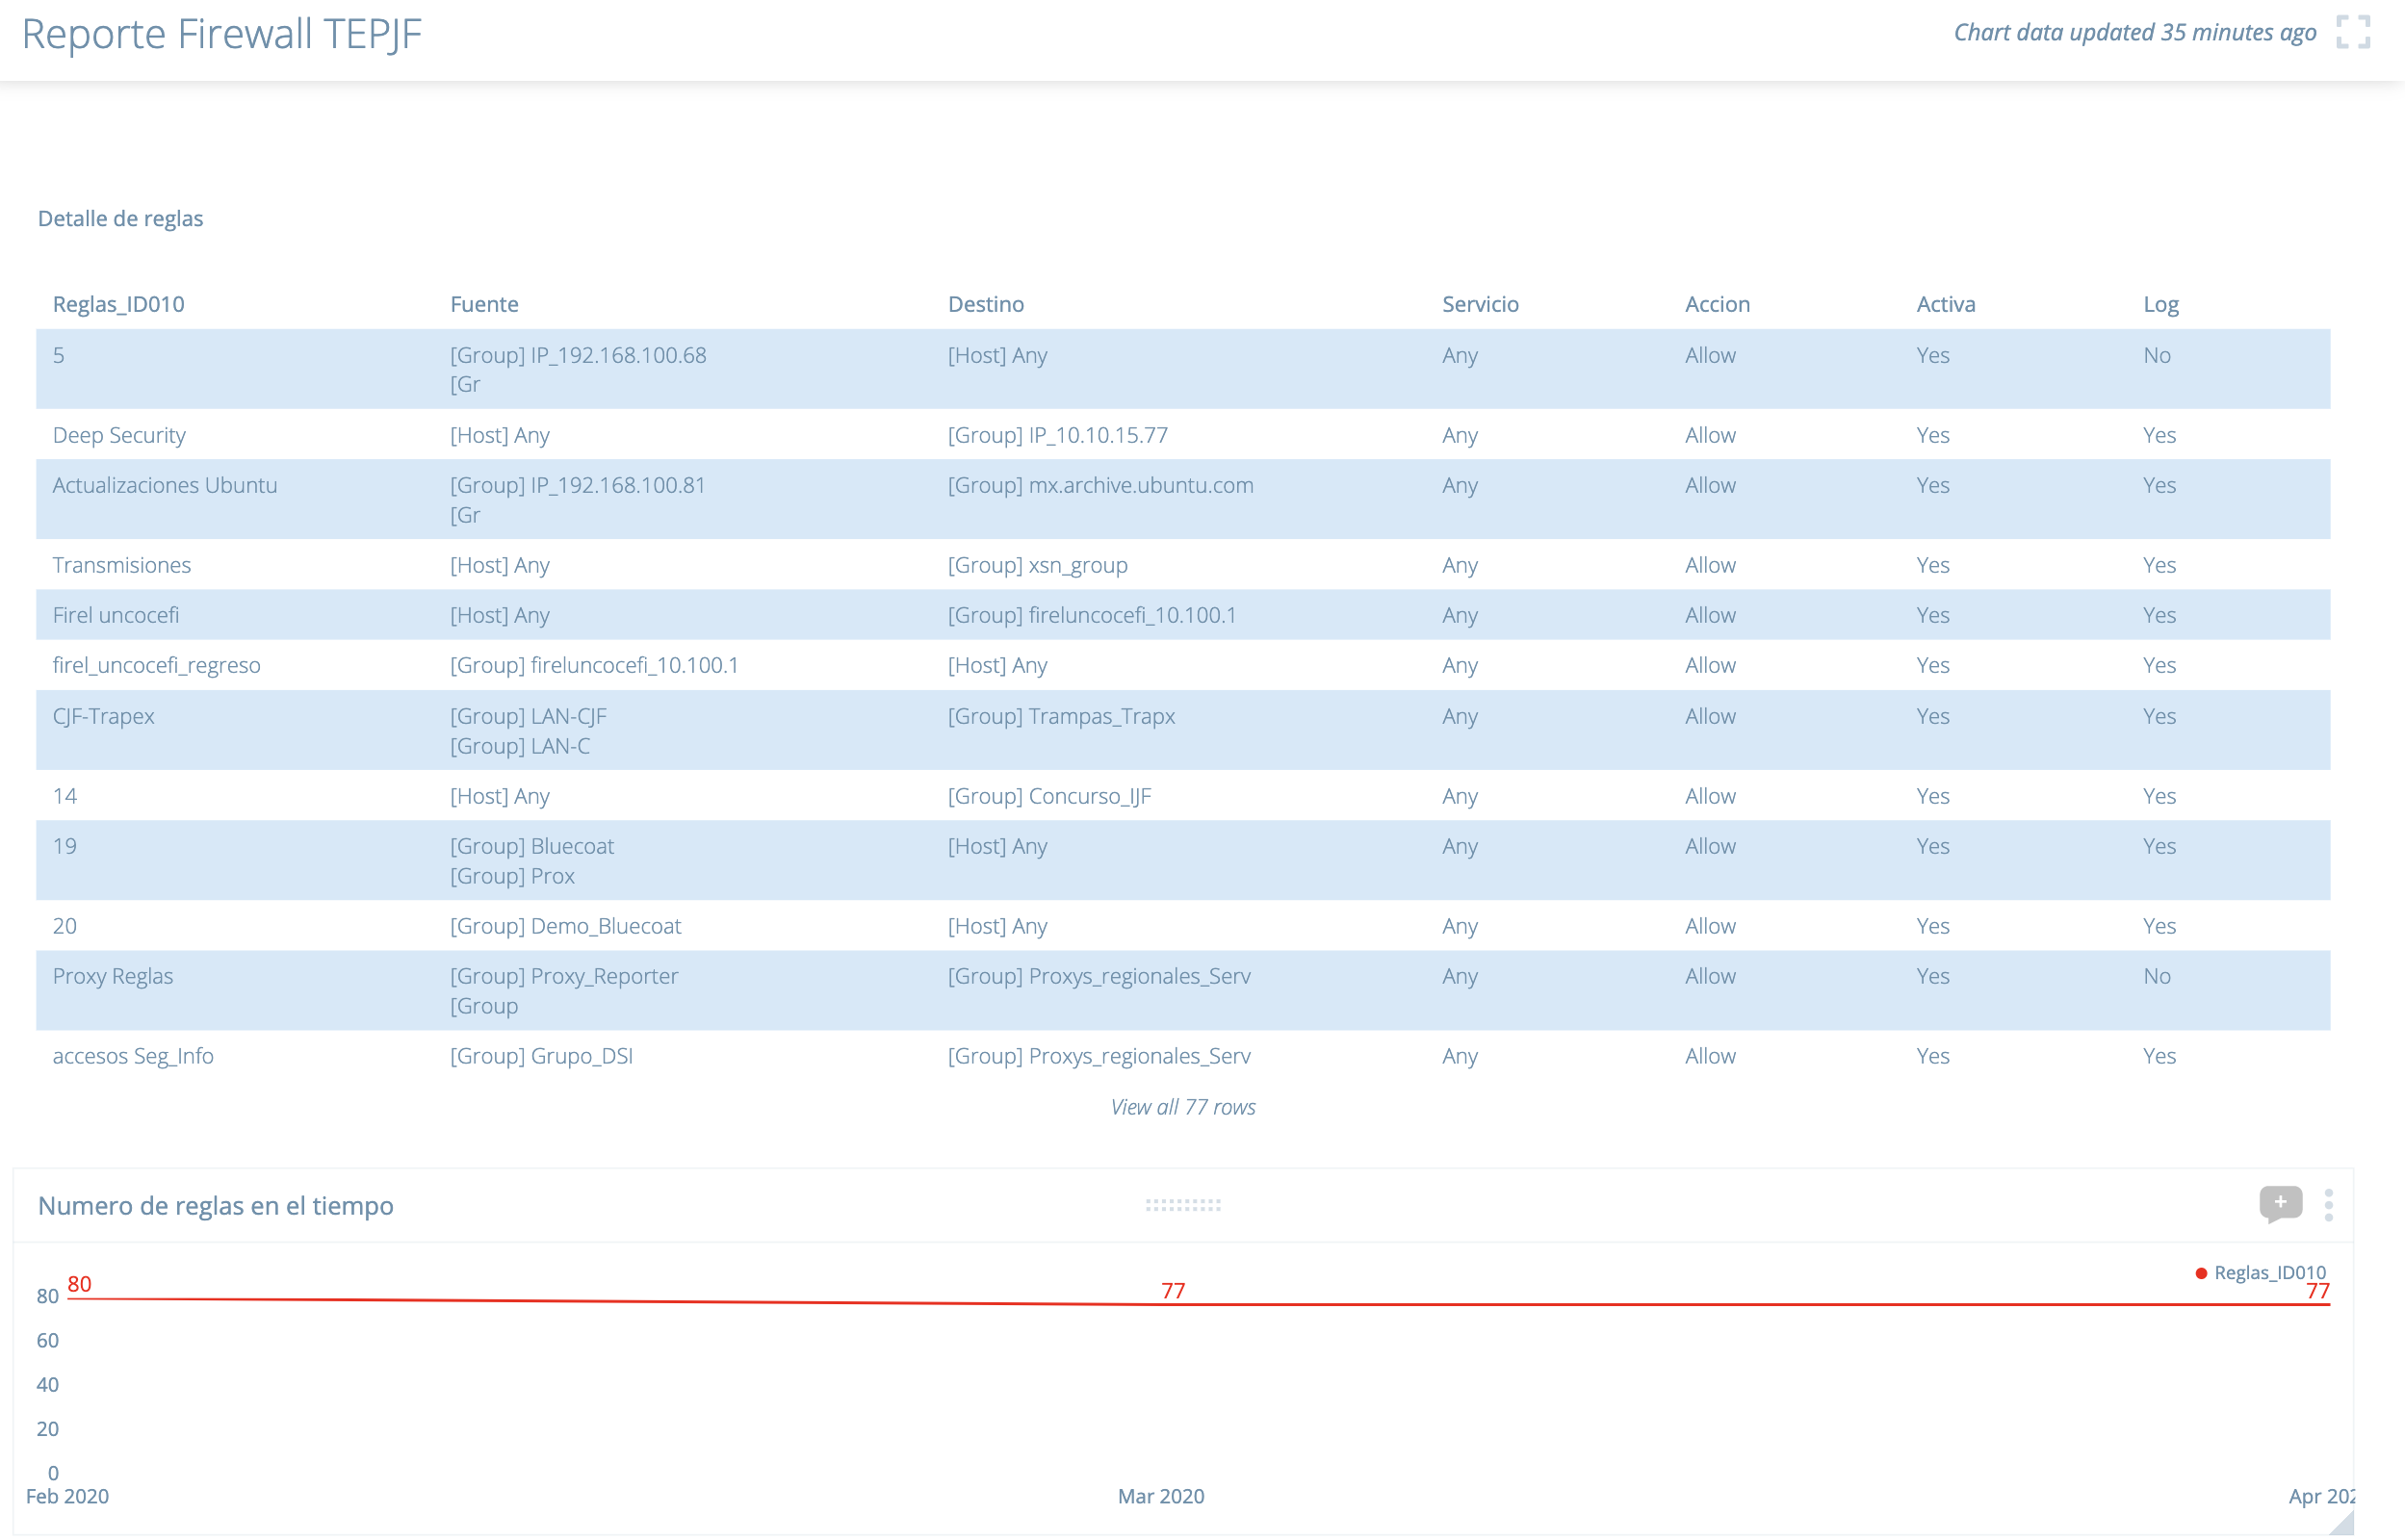 Reporte Firewall TEPJF
Chart data updated 35 minutes ago
Detalle de reglas
Reglas_ID010 Fuente Destino Servicio Accion Activa Log
5 [Group] IP_192.168.100.68 [Host] Any Any Allow Yes No
[Gr
Deep Security [Host] Any [Group] IP_10.10.15.77 Any Allow Yes Yes
Actualizaciones Ubuntu [Group] IP_192.168.100.81 [Group] mx.archive.ubuntu.com Any Allow Yes Yes
[Gr
Transmisiones [Host] Any [Group] xsn_group Any Allow Yes Yes
Firel uncocefi [Host] Any [Group] fireluncocefi_10.100.1 Any Allow Yes Yes
firel_uncocefi_regreso [Group] fireluncocefi_10.100.1 [Host] Any Any Allow Yes Yes
CJF-Trapex [Group] LAN-CJF [Group] Trampas_Trapx Any Allow Yes Yes
[Group] LAN-C
14 [Host] Any [Group] Concurso_IJF Any Allow Yes Yes
19 [Group] Bluecoat [Host] Any Any Allow Yes Yes
[Group] Prox
20 [Group] Demo_Bluecoat [Host] Any Any Allow Yes Yes
Proxy Reglas [Group] Proxy_Reporter [Group] Proxys_regionales_Serv Any Allow Yes No
[Group
accesos Seg_Info [Group] Grupo_DSI [Group] Proxys_regionales_Serv Any Allow Yes Yes
View all 77 rows
Numero de reglas en el tiempo
Reglas_ID010
80 77 77
80
60
40
20
0
Feb 2020 Mar 2020 Apr 202